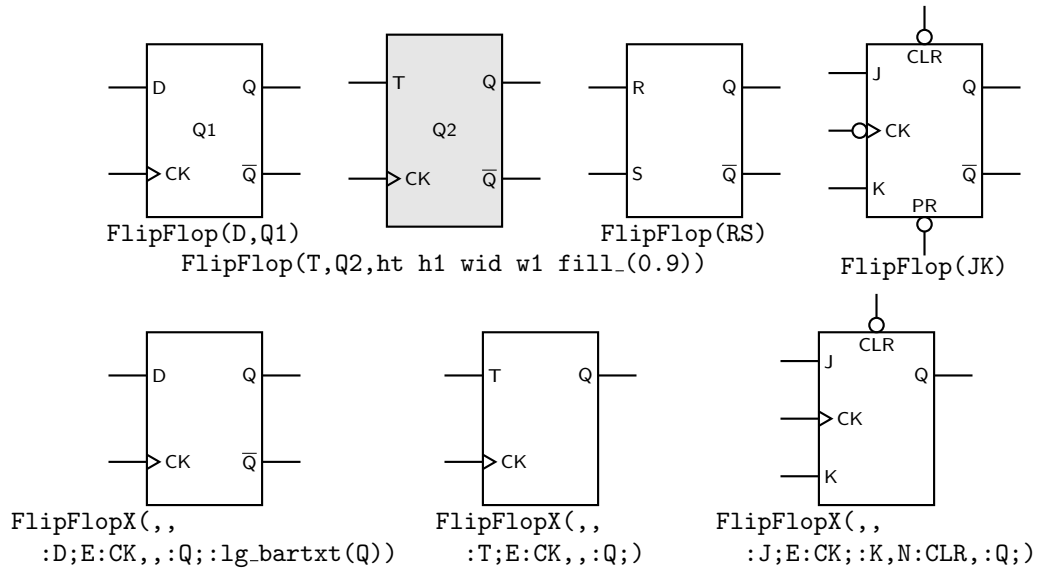 D Q
Q1
CK Q̅
FlipFlop(D,Q1)
T Q
Q2
CK Q̅
FlipFlop(T,Q2,ht h1 wid w1 fill_(0.9))
R Q
S Q̅
FlipFlop(RS)
CLR
J Q
CK
K Q̅
PR
FlipFlop(JK)
D Q
CK Q̅
FlipFlopX(,,
:D;E:CK,,:Q;:lg_bartxt(Q))
T Q
CK
FlipFlopX(,,
:T;E:CK,,:Q;)
CLR
J Q
CK
K
FlipFlopX(,,
:J;E:CK;:K,N:CLR,:Q;)